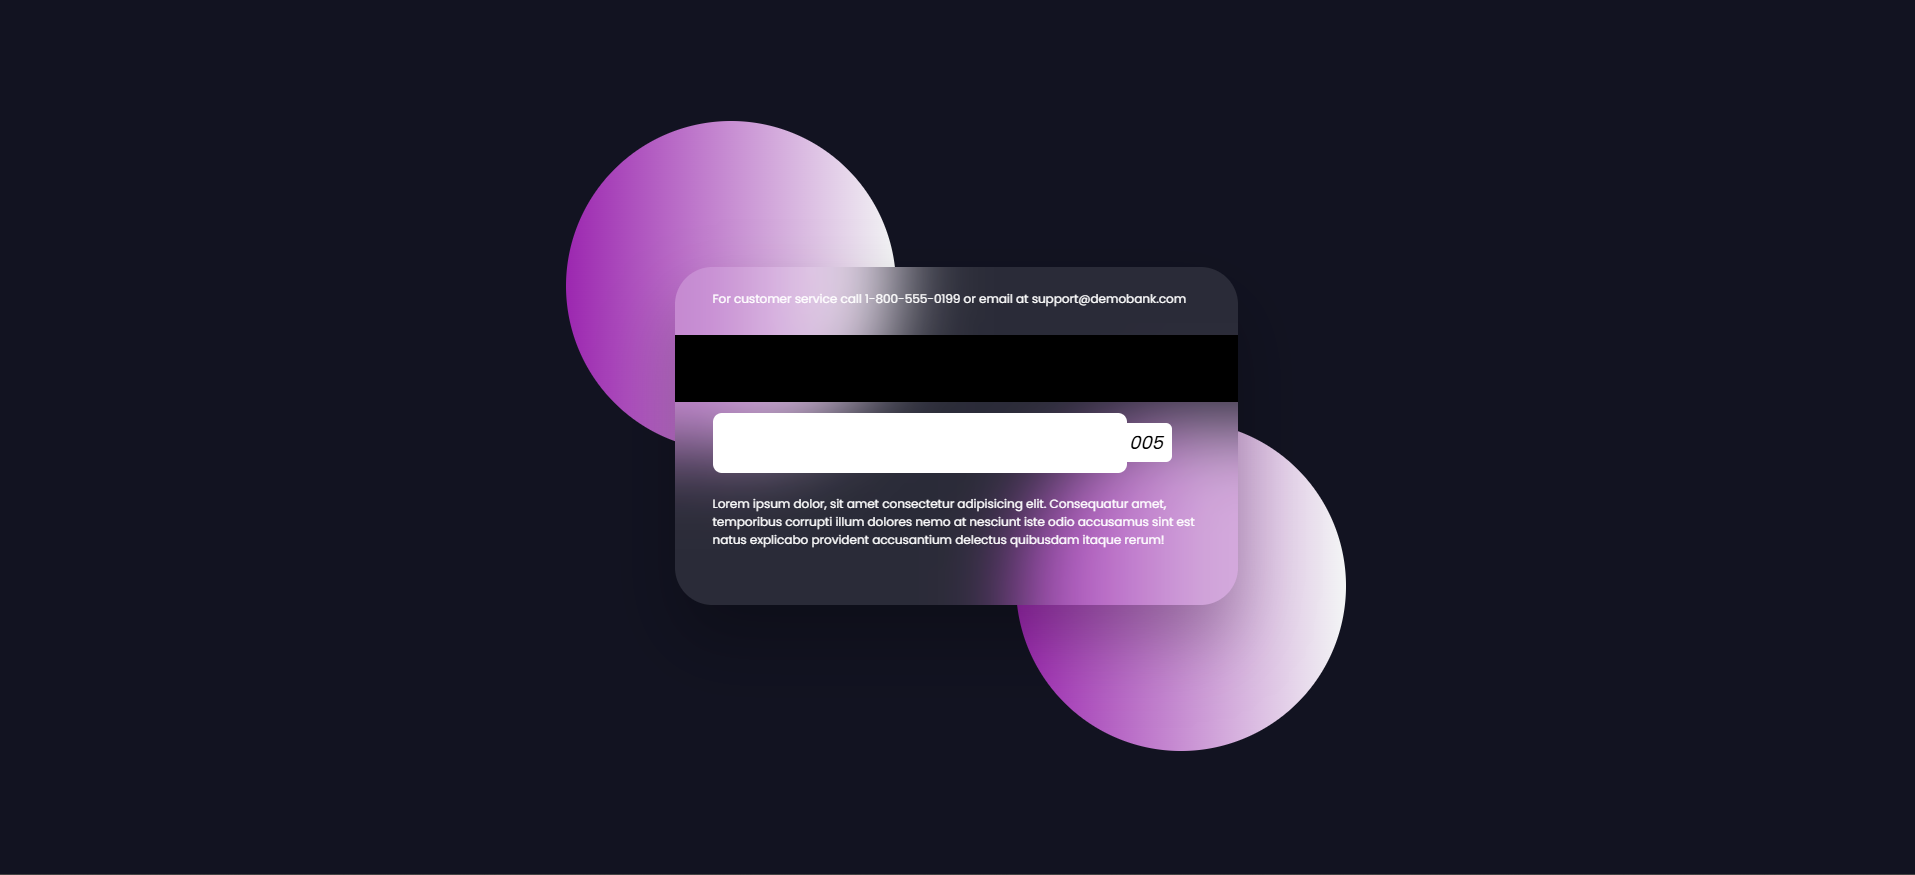 For customer service call 1-800-555-0199 or email at support@demobank.com
005
Lorem ipsum dolor, sit amet consectetur adipisicing elit. Consequatur amet,
temporibus corrupti illum dolores nemo at nesciunt iste odio accusamus sint est
natus explicabo provident accusantium delectus quibusdam itaque rerum!